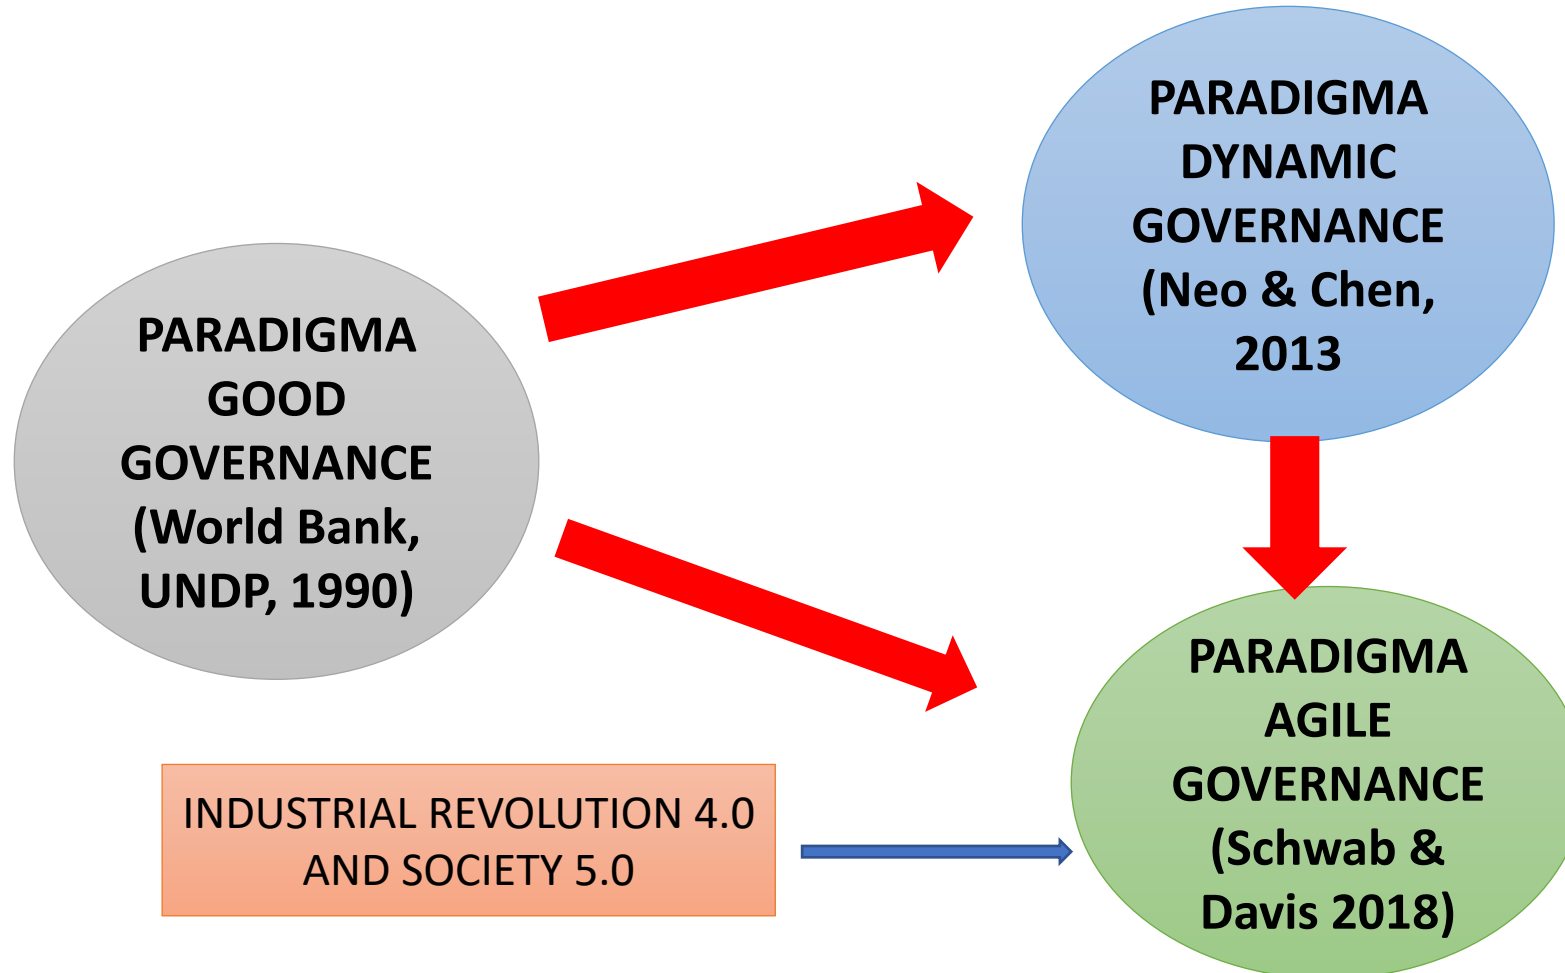 PARADIGMA
GOOD
GOVERNANCE
(World Bank,
UNDP, 1990)
PARADIGMA
DYNAMIC
GOVERNANCE
(Neo & Chen,
2013
PARADIGMA
AGILE
GOVERNANCE
(Schwab &
Davis 2018)
INDUSTRIAL REVOLUTION 4.0
AND SOCIETY 5.0